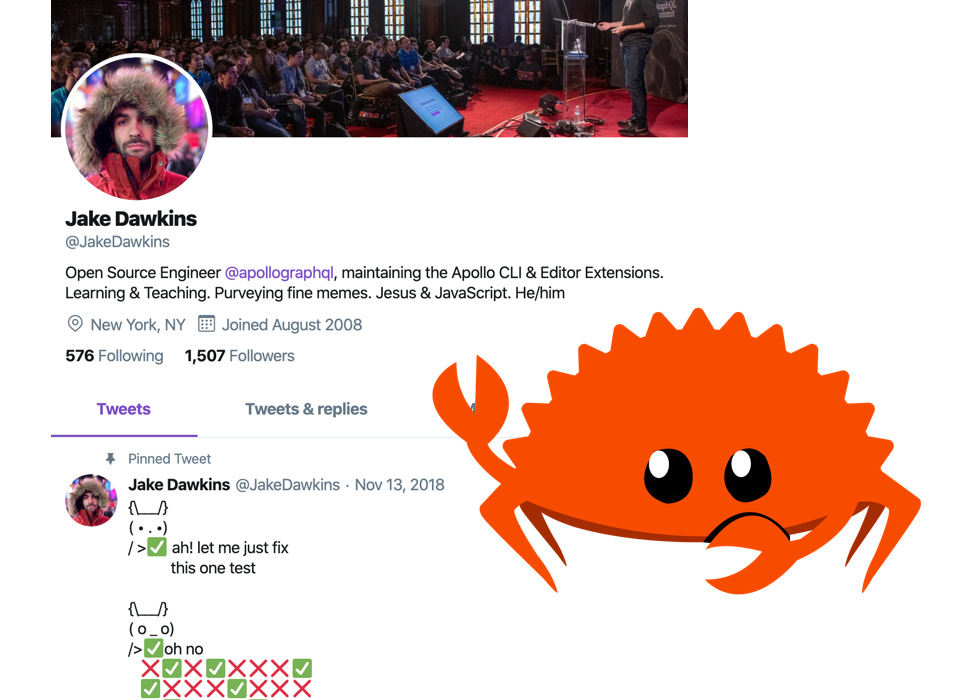 Jake Dawkins
@JakeDawkins
Open Source Engineer @apollographql, maintaining the Apollo CLI & Editor Extensions.
Learning & Teaching. Purveying fine memes. Jesus & JavaScript. He/him
New York, NY Joined August 2008
576 Following 1,507 Followers
Tweets Tweets & replies
Pinned Tweet
Jake Dawkins @JakeDawkins · Nov 13, 2018
{\__/}
( • . •)
/ >✅ ah! let me just fix
this one test
{\__/}
( o _ o)
/>✅oh no
❌✅❌✅❌❌❌✅
✅❌❌❌✅❌❌❌